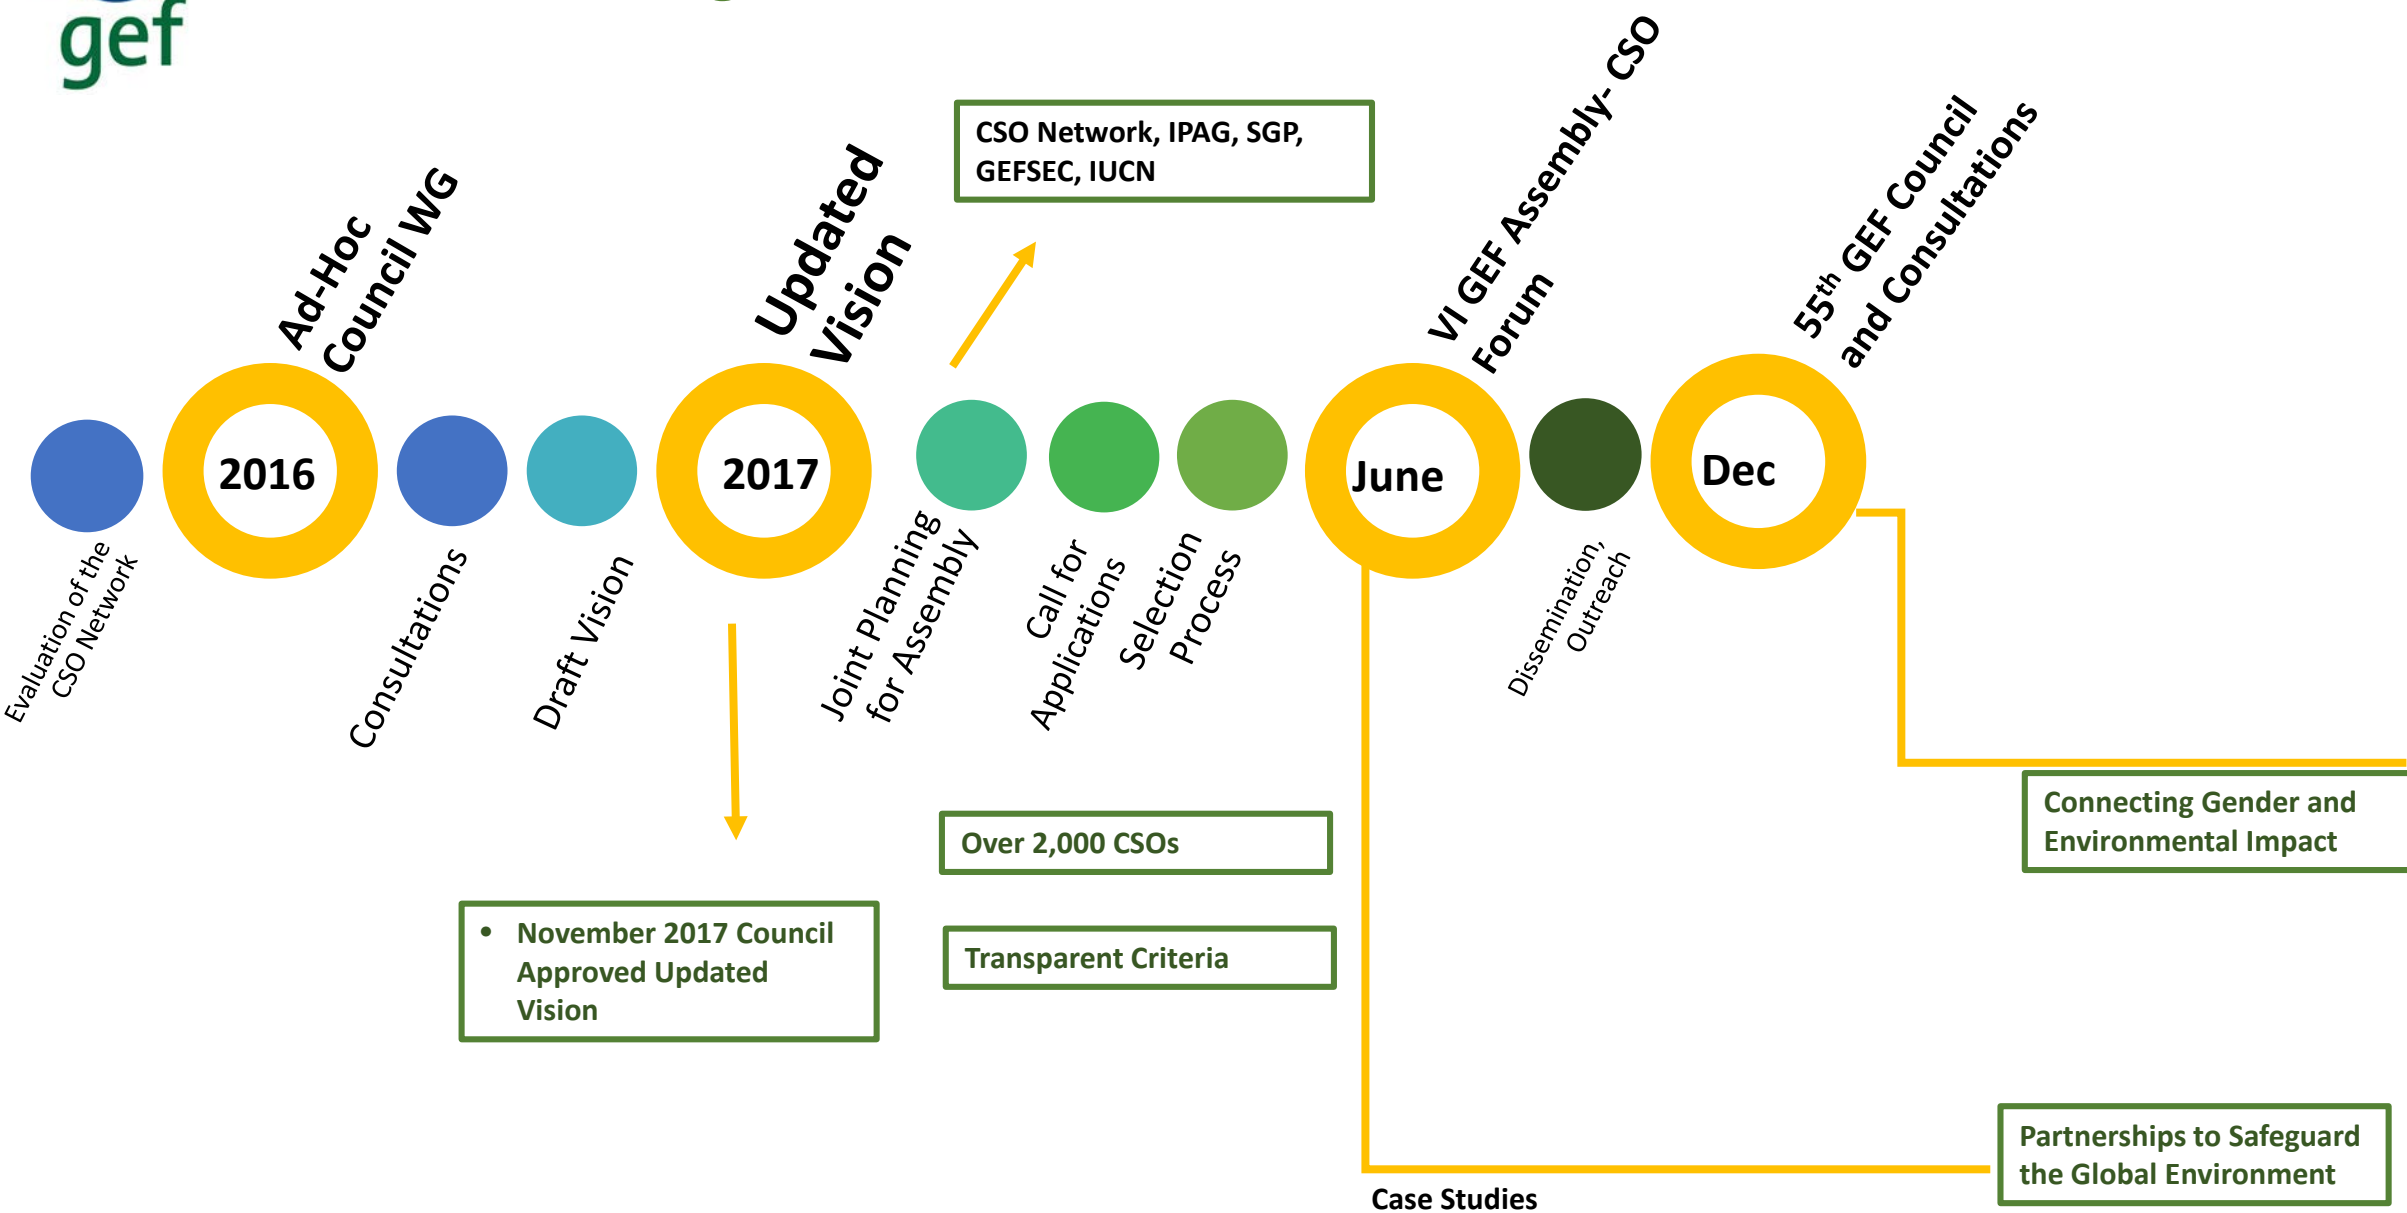 gef
Ad-Hoc
Council WG
Updated
Vision
CSO Network, IPAG, SGP,
GEFSEC, IUCN
VI GEF Assembly- CSO
Forum
55th GEF Council
and Consultations
2016
2017
June
Dec
Evaluation of the
CSO Network
Consultations
Draft Vision
Joint Planning
for Assembly
Call for
Applications
Selection
Process
Dissemination,
Outreach
Connecting Gender and
Environmental Impact
Over 2,000 CSOs
• November 2017 Council
Approved Updated
Vision
Transparent Criteria
Partnerships to Safeguard
the Global Environment
Case Studies